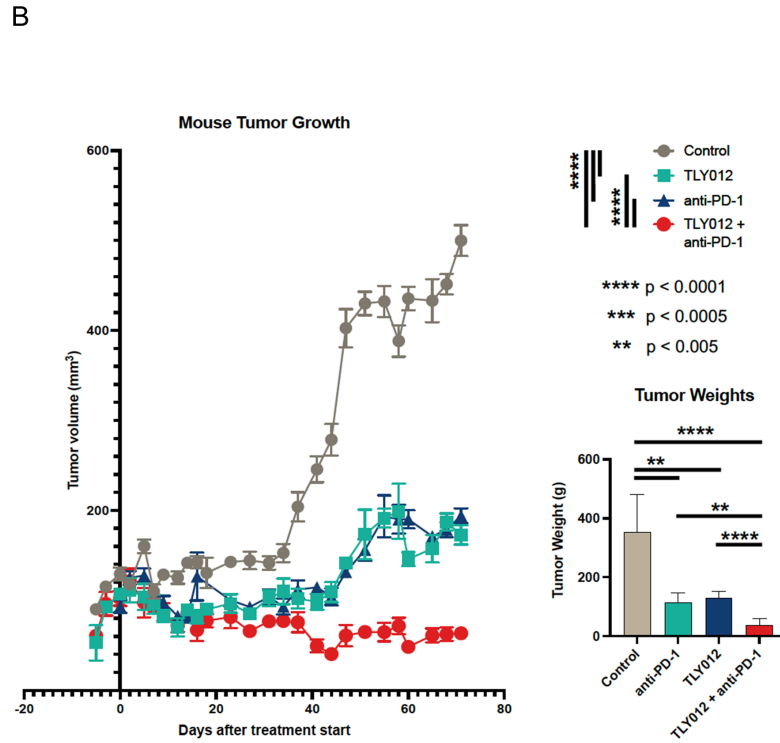 B
Mouse Tumor Growth
600
400
200
Tumor volume (mm³)
-20
0
20
40
60
80
Days after treatment start
****
****
Control
TLY012
anti-PD-1
TLY012 +
anti-PD-1
**** p < 0.0001
*** p < 0.0005
** p < 0.005
Tumor Weights
****
**
**
****
600
400
200
0
Tumor Weight (g)
Control
anti-PD-1
TLY012
TLY012 + anti-PD-1